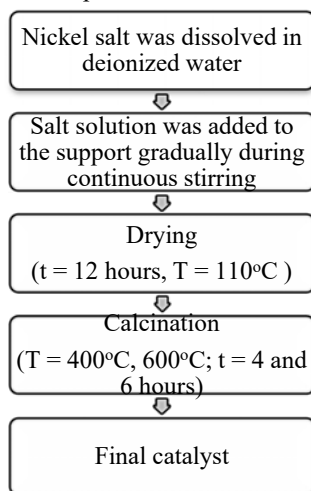 Nickel salt was dissolved in
deionized water
Salt solution was added to
the support gradually during
continuous stirring
Drying
(t = 12 hours, T = 110°C )
Calcination
(T = 400°C, 600°C; t = 4 and
6 hours)
Final catalyst